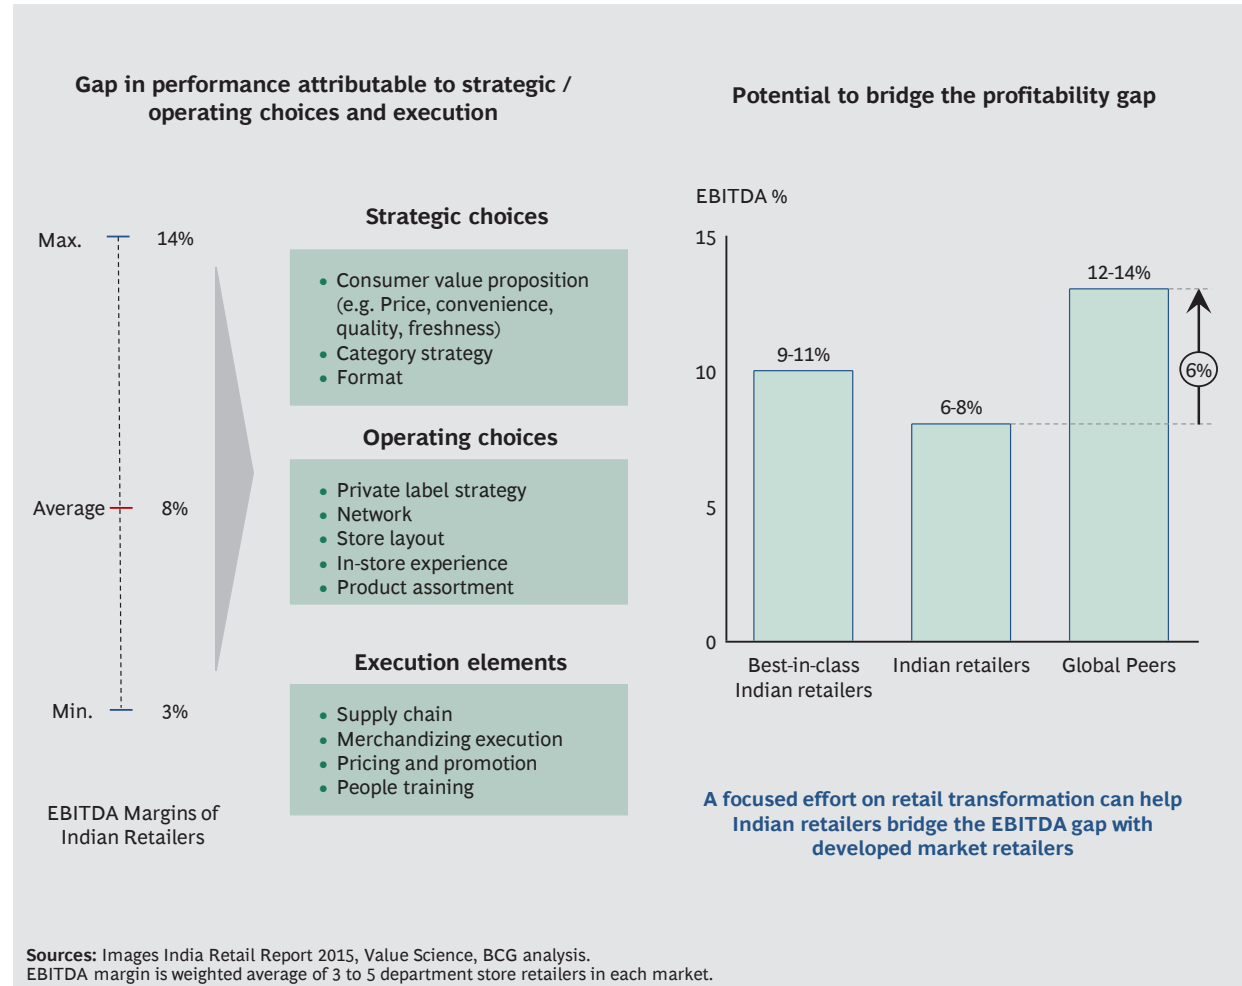 Gap in performance attributable to strategic /
operating choices and execution
Max.
14%
Average
8%
Min.
3%
EBITDA Margins of
Indian Retailers
Strategic choices
• Consumer value proposition
(e.g. Price, convenience,
quality, freshness)
• Category strategy
• Format
Operating choices
• Private label strategy
• Network
• Store layout
• In-store experience
• Product assortment
Execution elements
• Supply chain
• Merchandizing execution
• Pricing and promotion
• People training
Potential to bridge the profitability gap
EBITDA %
15
10
5
0
9-11%
6-8%
12-14%
6%
Best-in-class
Indian retailers
Indian retailers
Global Peers
A focused effort on retail transformation can help
Indian retailers bridge the EBITDA gap with
developed market retailers
Sources: Images India Retail Report 2015, Value Science, BCG analysis.
EBITDA margin is weighted average of 3 to 5 department store retailers in each market.